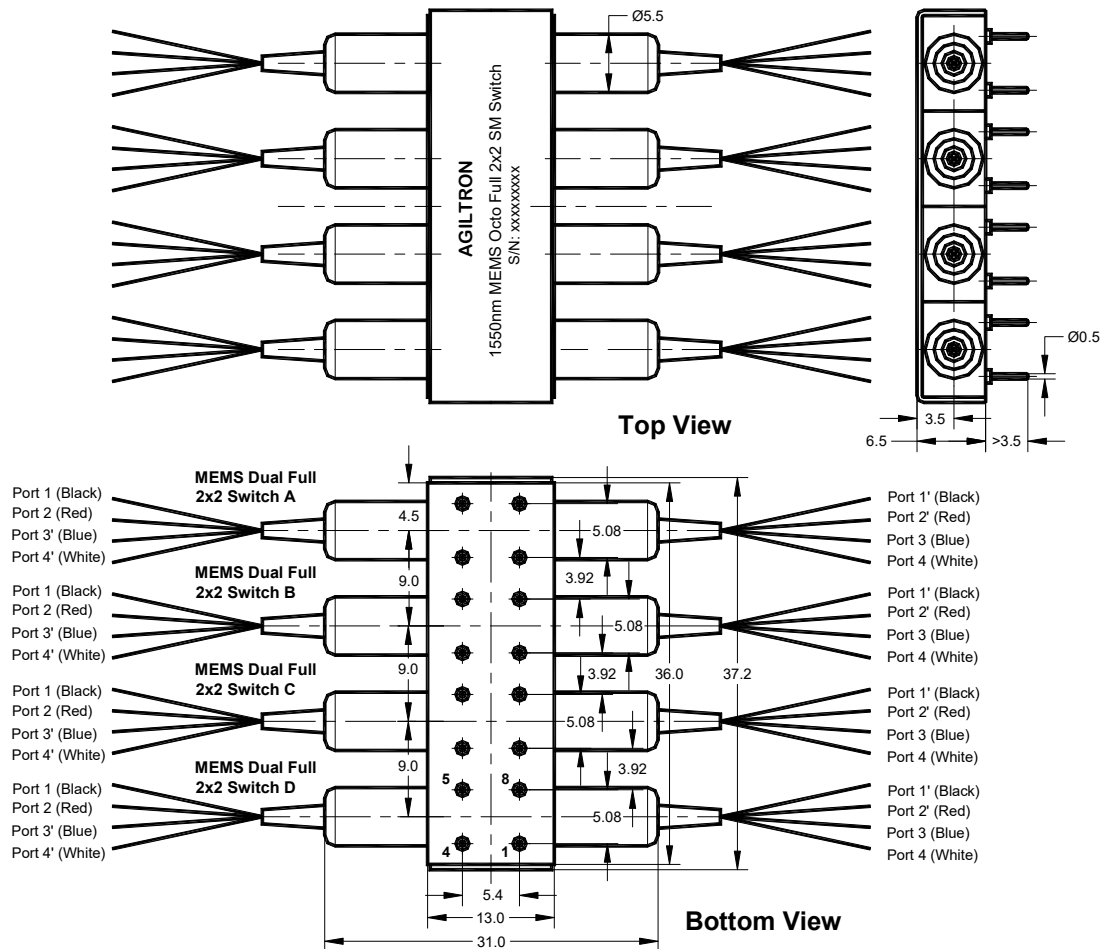 Ø5.5
AGILTRON
1550nm MEMS Octo Full 2x2 SM Switch
S/N: xxxxxxxxx
Ø0.5
3.5
6.5
>3.5
Top View
MEMS Dual Full
2x2 Switch A
Port 1 (Black)
Port 2 (Red)
Port 3' (Blue)
Port 4' (White)
4.5
5.08
Port 1' (Black)
Port 2' (Red)
Port 3 (Blue)
Port 4 (White)
MEMS Dual Full
2x2 Switch B
9.0
3.92
Port 1 (Black)
Port 2 (Red)
Port 3' (Blue)
Port 4' (White)
5.08
Port 1' (Black)
Port 2' (Red)
Port 3 (Blue)
Port 4 (White)
MEMS Dual Full
2x2 Switch C
9.0
3.92
36.0
37.2
Port 1 (Black)
Port 2 (Red)
Port 3' (Blue)
Port 4' (White)
5.08
Port 1' (Black)
Port 2' (Red)
Port 3 (Blue)
Port 4 (White)
MEMS Dual Full
2x2 Switch D
9.0
5
8
3.92
Port 1 (Black)
Port 2 (Red)
Port 3' (Blue)
Port 4' (White)
5.08
Port 1' (Black)
Port 2' (Red)
Port 3 (Blue)
Port 4 (White)
4
1
5.4
13.0
31.0
Bottom View